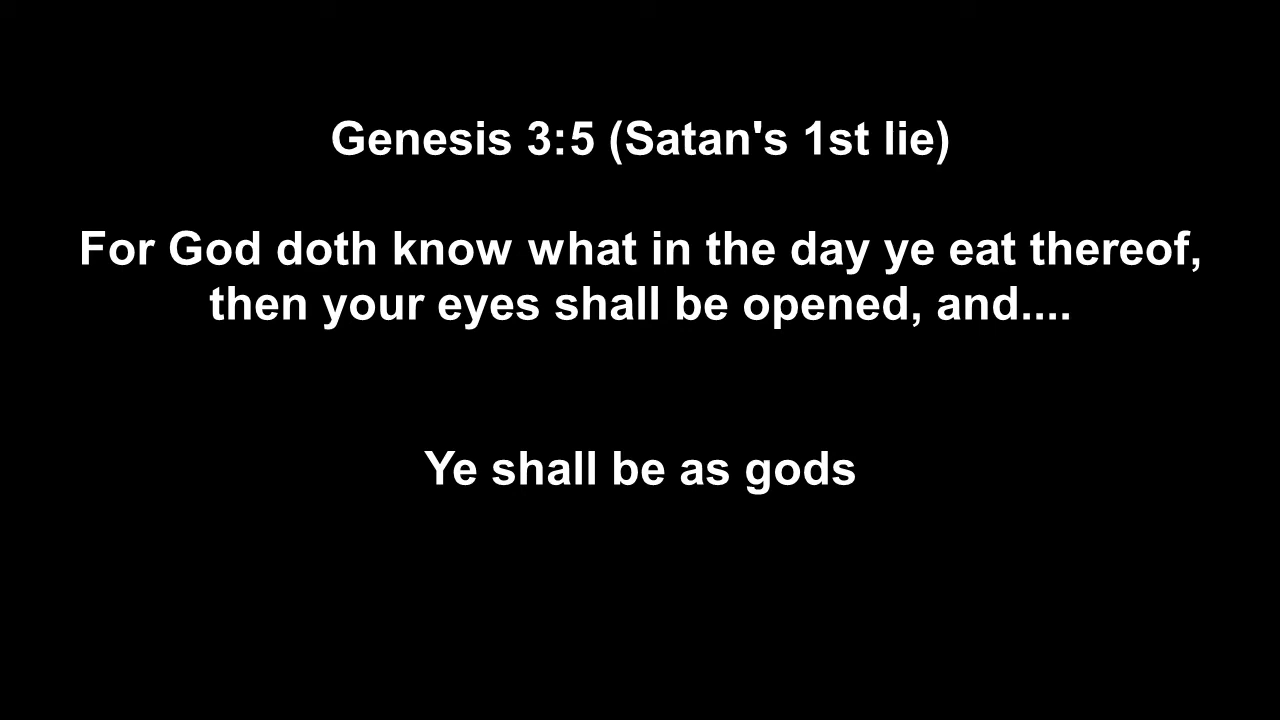 Genesis 3:5 (Satan's 1st lie)
For God doth know what in the day ye eat thereof,
then your eyes shall be opened, and....
Ye shall be as gods